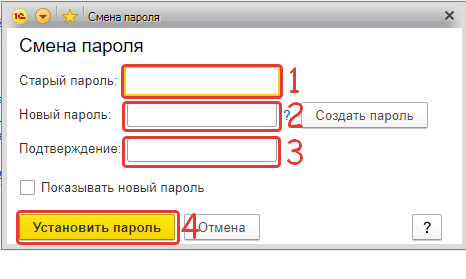 1С Смена пароля
Смена пароля
Старый пароль: 1
Новый пароль: 2 ? Создать пароль
Подтверждение: 3
Показывать новый пароль
Установить пароль 4 Отмена ?